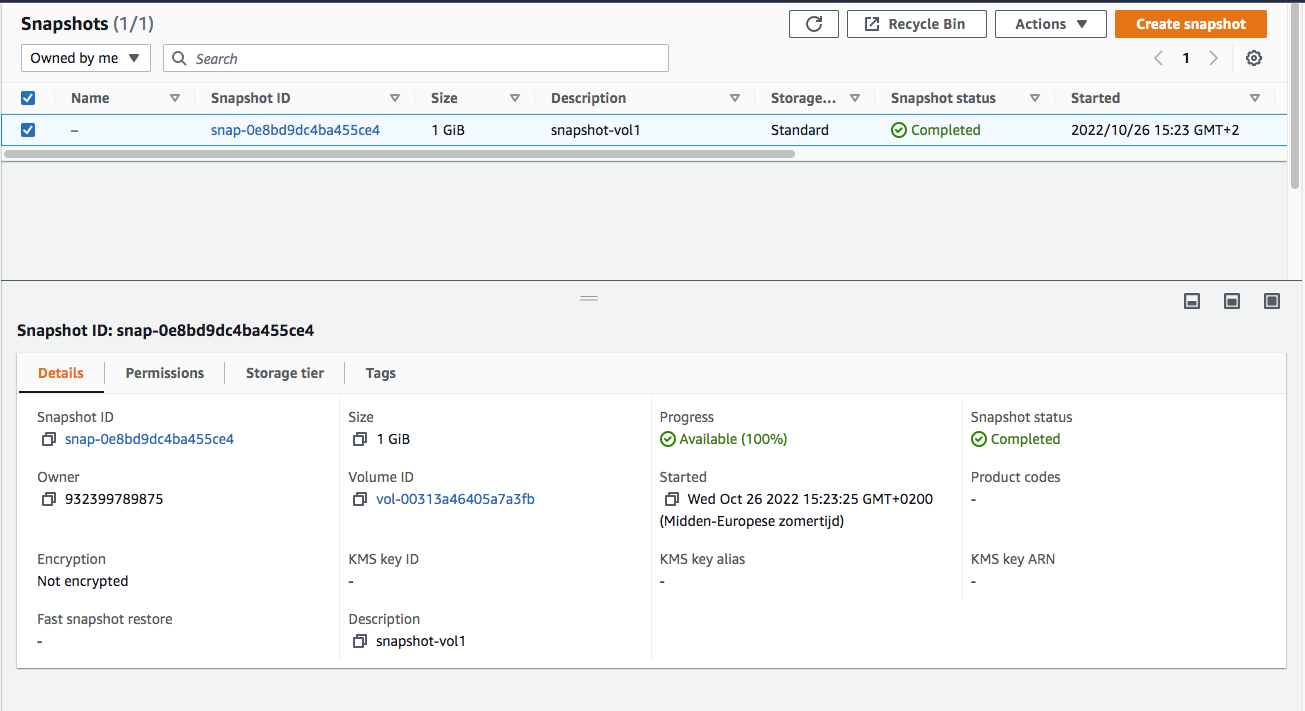 Snapshots (1/1)
Recycle Bin
Actions
Create snapshot
Owned by me
Search
1
Name
Snapshot ID
Size
Description
Storage...
Snapshot status
Started
–
snap-0e8bd9dc4ba455ce4
1 GiB
snapshot-vol1
Standard
Completed
2022/10/26 15:23 GMT+2
Snapshot ID: snap-0e8bd9dc4ba455ce4
Details
Permissions
Storage tier
Tags
Snapshot ID
snap-0e8bd9dc4ba455ce4
Size
1 GiB
Progress
Available (100%)
Snapshot status
Completed
Owner
932399789875
Volume ID
vol-00313a46405a7a3fb
Started
Wed Oct 26 2022 15:23:25 GMT+0200
(Midden-Europese zomertijd)
Product codes
-
Encryption
Not encrypted
KMS key ID
-
KMS key alias
-
KMS key ARN
-
Fast snapshot restore
-
Description
snapshot-vol1